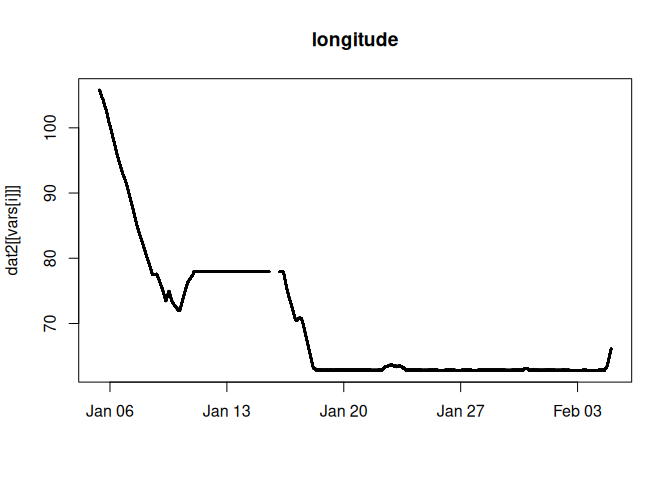 longitude
dat2[[vars[i]]]
100
90
80
70
Jan 06
Jan 13
Jan 20
Jan 27
Feb 03